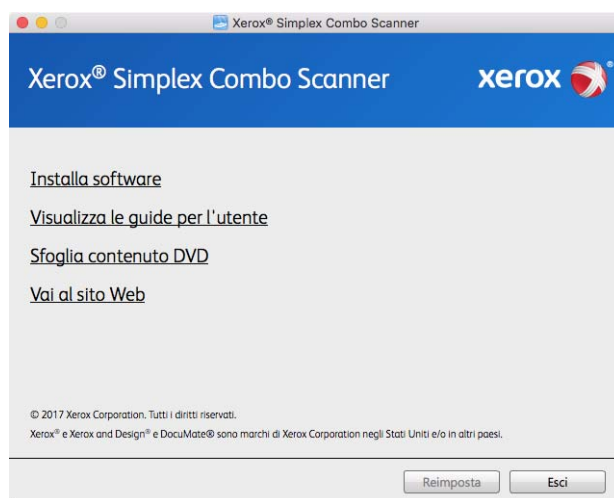 Xerox® Simplex Combo Scanner
Xerox® Simplex Combo Scanner
xerox ®
Installa software
Visualizza le guide per l'utente
Sfoglia contenuto DVD
Vai al sito Web
© 2017 Xerox Corporation. Tutti i diritti riservati.
Xerox® e Xerox and Design® e DocuMate® sono marchi di Xerox Corporation negli Stati Uniti e/o in altri paesi.
Reimposta
Esci